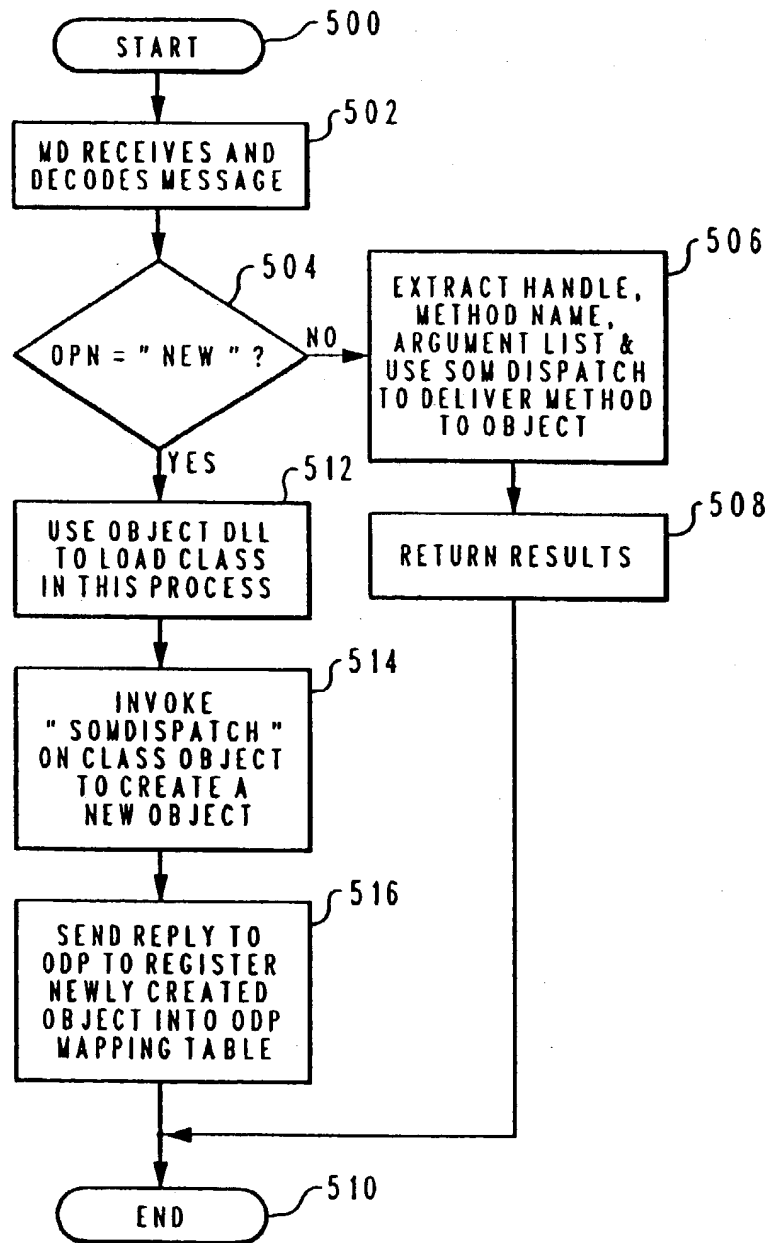 START
500
502
MD RECEIVES AND
DECODES MESSAGE
504
OPN = "NEW" ?
NO
506
EXTRACT HANDLE,
METHOD NAME,
ARGUMENT LIST &
USE SOM DISPATCH
TO DELIVER METHOD
TO OBJECT
YES
512
USE OBJECT DLL
TO LOAD CLASS
IN THIS PROCESS
508
RETURN RESULTS
514
INVOKE
"SOMDISPATCH"
ON CLASS OBJECT
TO CREATE A
NEW OBJECT
516
SEND REPLY TO
ODP TO REGISTER
NEWLY CREATED
OBJECT INTO ODP
MAPPING TABLE
510
END